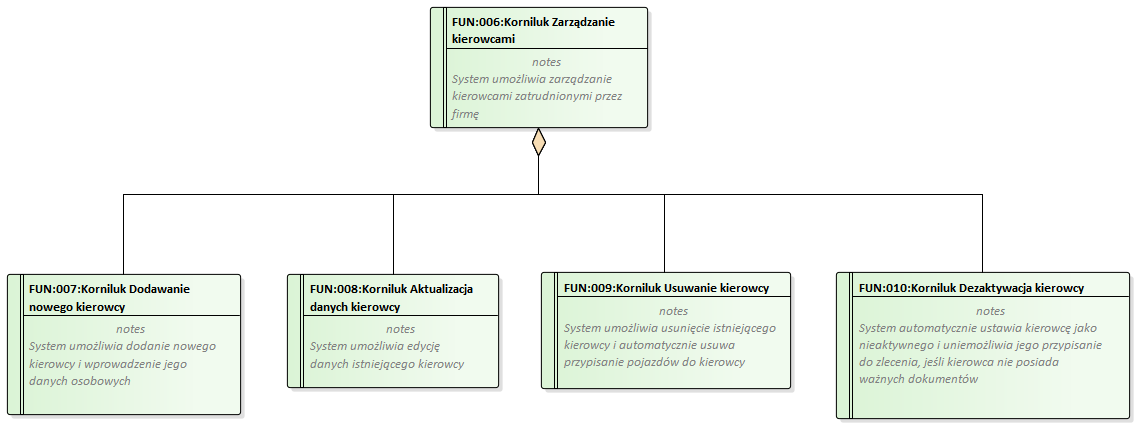 FUN:006:Korniluk Zarządzanie
kierowcami
notes
System umożliwia zarządzanie
kierowcami zatrudnionymi przez
firmę
FUN:007:Korniluk Dodawanie
nowego kierowcy
notes
System umożliwia dodanie nowego
kierowcy i wprowadzenie jego
danych osobowych
FUN:008:Korniluk Aktualizacja
danych kierowcy
notes
System umożliwia edycję
danych istniejącego kierowcy
FUN:009:Korniluk Usuwanie kierowcy
notes
System umożliwia usunięcie istniejącego
kierowcy i automatycznie usuwa
przypisanie pojazdów do kierowcy
FUN:010:Korniluk Dezaktywacja kierowcy
notes
System automatycznie ustawia kierowcę jako
nieaktywnego i uniemożliwia jego przypisanie
do zlecenia, jeśli kierowca nie posiada
ważnych dokumentów